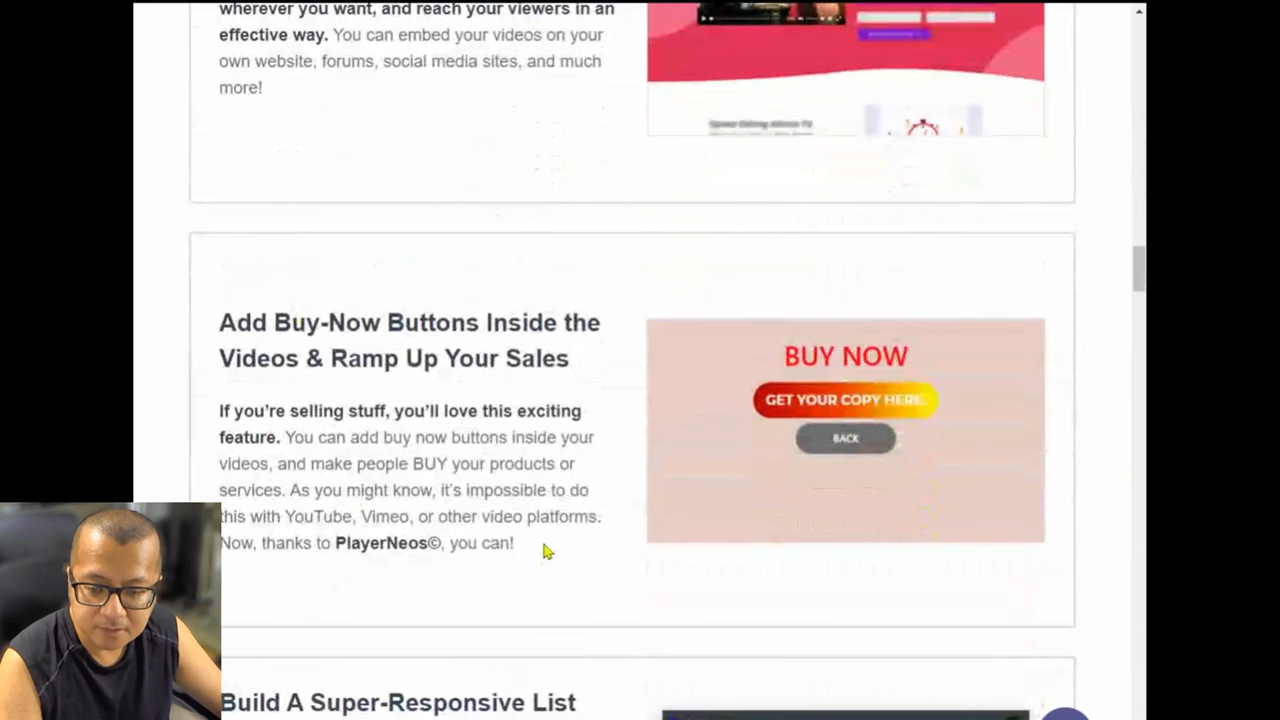 wherever you want, and reach your viewers in an
effective way. You can embed your videos on your
own website, forums, social media sites, and much
more!
Add Buy-Now Buttons Inside the
Videos & Ramp Up Your Sales
If you’re selling stuff, you’ll love this exciting
feature. You can add buy now buttons inside your
videos, and make people BUY your products or
services. As you might know, it’s impossible to do
this with YouTube, Vimeo, or other video platforms.
Now, thanks to PlayerNeos©, you can!
BUY NOW
GET YOUR COPY HERE.
BACK
Build A Super-Responsive List